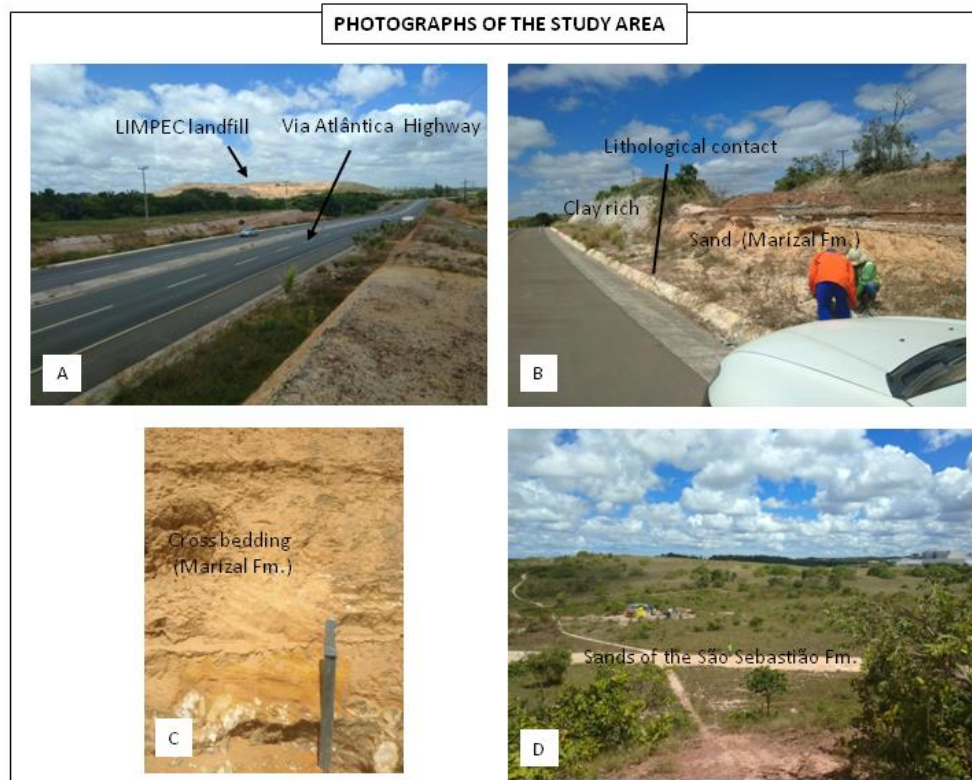 PHOTOGRAPHS OF THE STUDY AREA
LIMPEC landfill
Via Atlântica Highway
A
Lithological contact
Clay rich
Sand (Marizal Fm.)
B
Cross bedding
(Marizal Fm.)
C
Sands of the São Sebastião Fm.
D